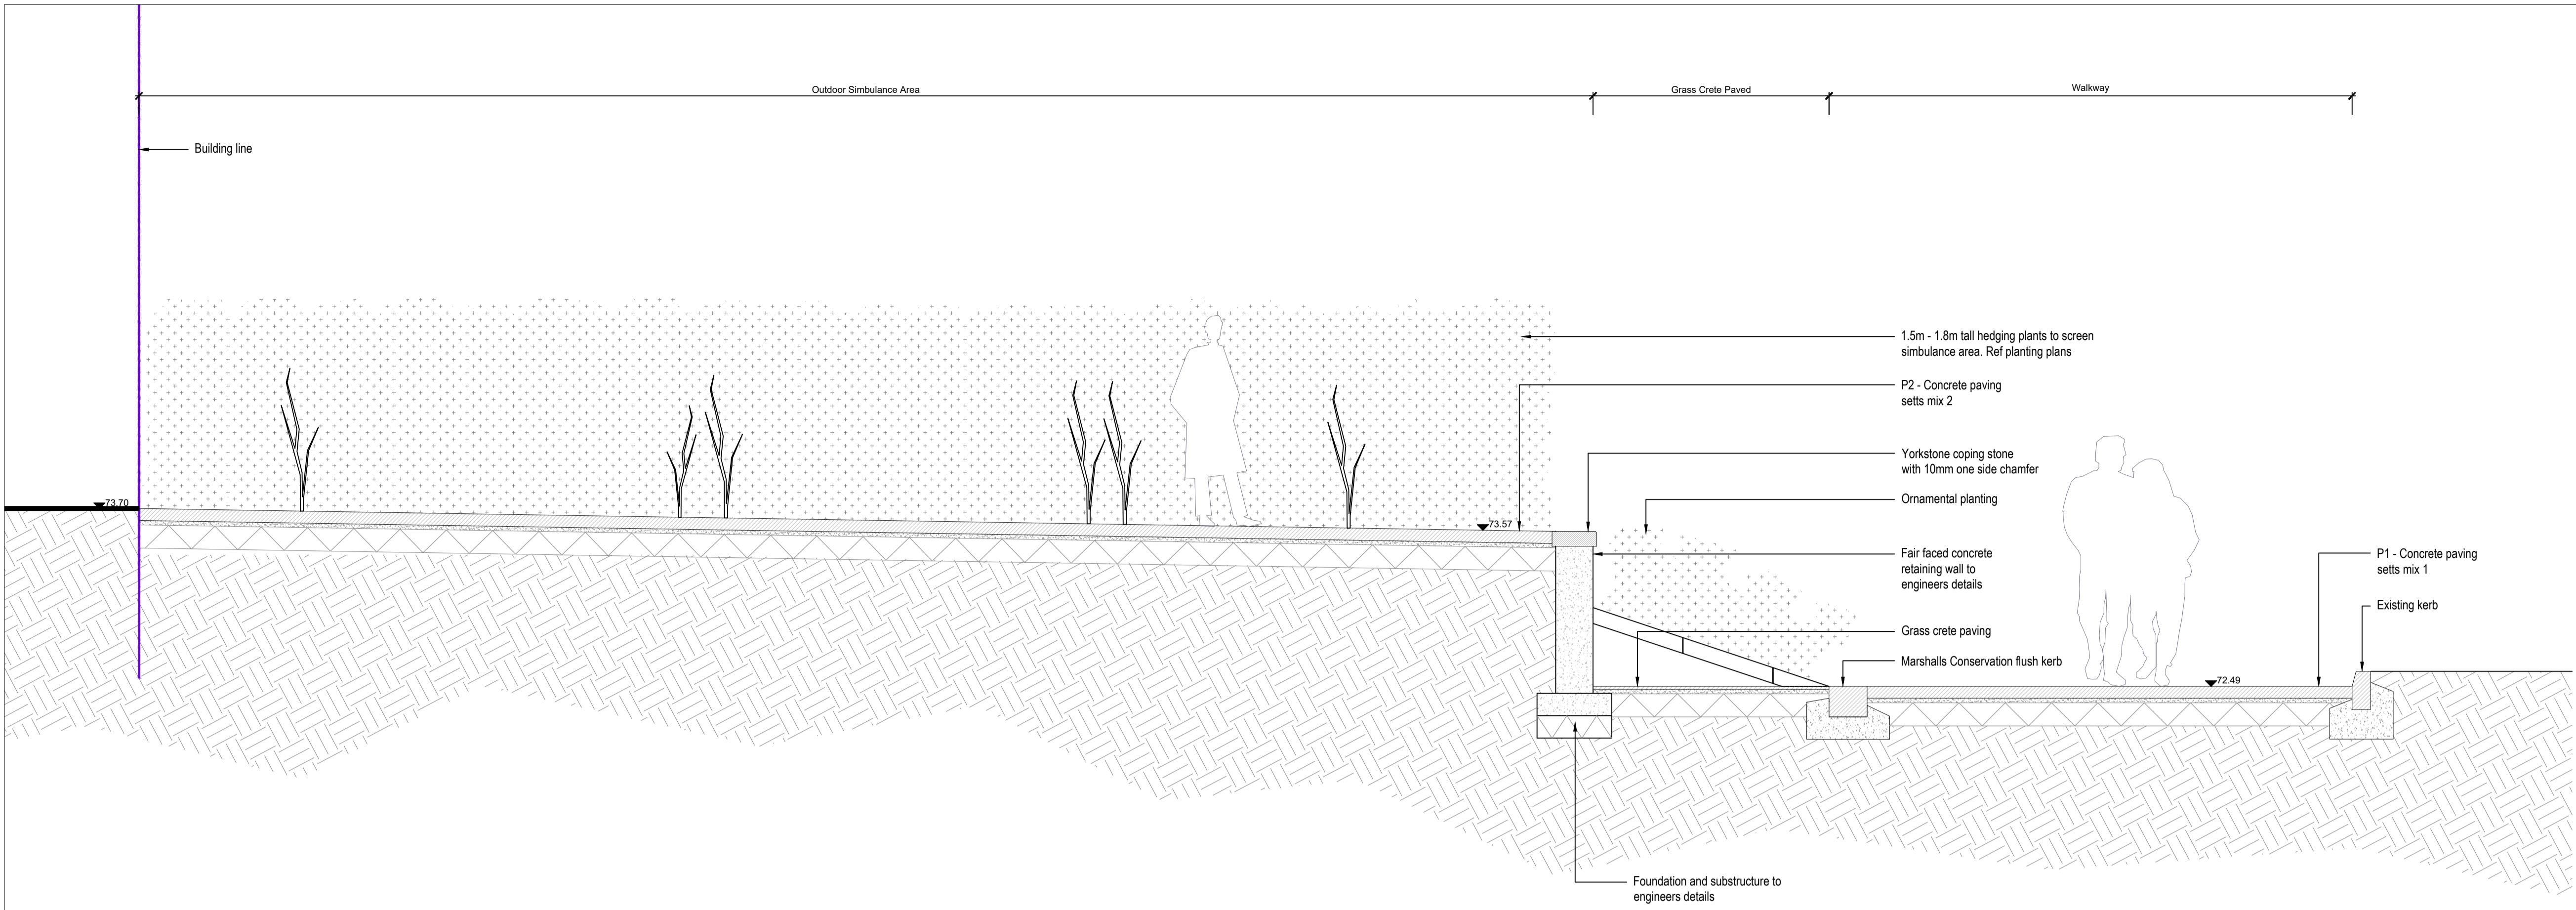 Outdoor Simbulance Area
Grass Crete Paved
Walkway
Building line
1.5m - 1.8m tall hedging plants to screen
simbulance area. Ref planting plans
P2 - Concrete paving
setts mix 2
Yorkstone coping stone
with 10mm one side chamfer
Ornamental planting
73.70
73.57
Fair faced concrete
retaining wall to
engineers details
P1 - Concrete paving
setts mix 1
Existing kerb
Grass crete paving
Marshalls Conservation flush kerb
72.49
Foundation and substructure to
engineers details